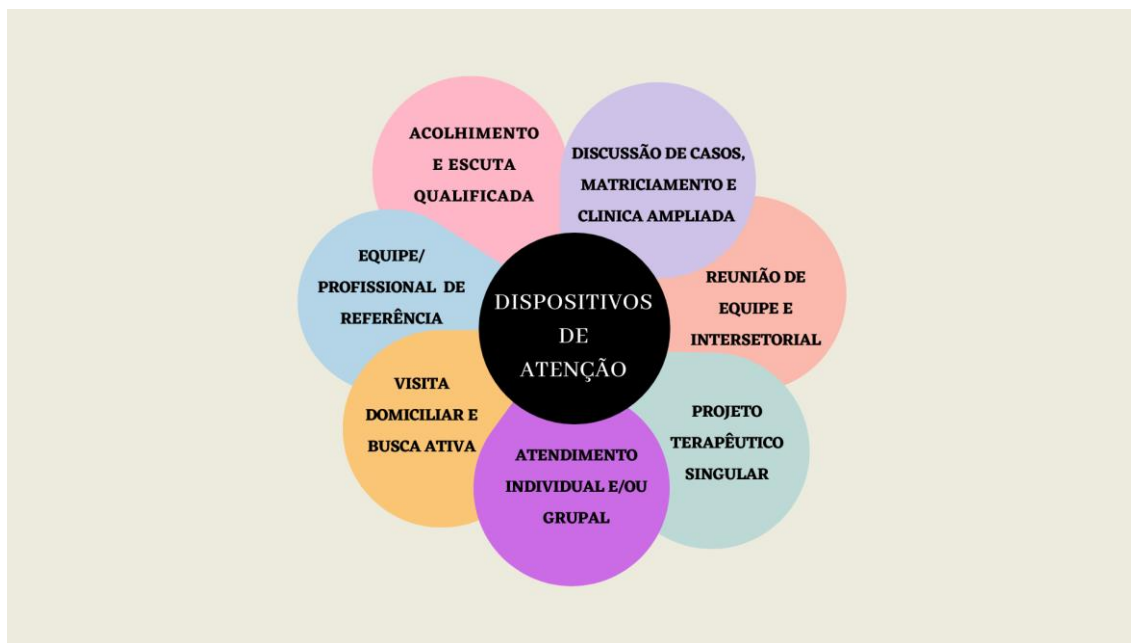 ACOLHIMENTO
E ESCUTA
QUALIFICADA
DISCUSSÃO DE CASOS,
MATRICIAMENTO E
CLINICA AMPLIADA
EQUIPE/
PROFISSIONAL DE
REFERÊNCIA
DISPOSITIVOS
DE
ATENÇÃO
REUNIÃO DE
EQUIPE E
INTERSETORIAL
VISITA
DOMICILIAR E
BUSCA ATIVA
PROJETO
TERAPÊUTICO
SINGULAR
ATENDIMENTO
INDIVIDUAL E/OU
GRUPAL